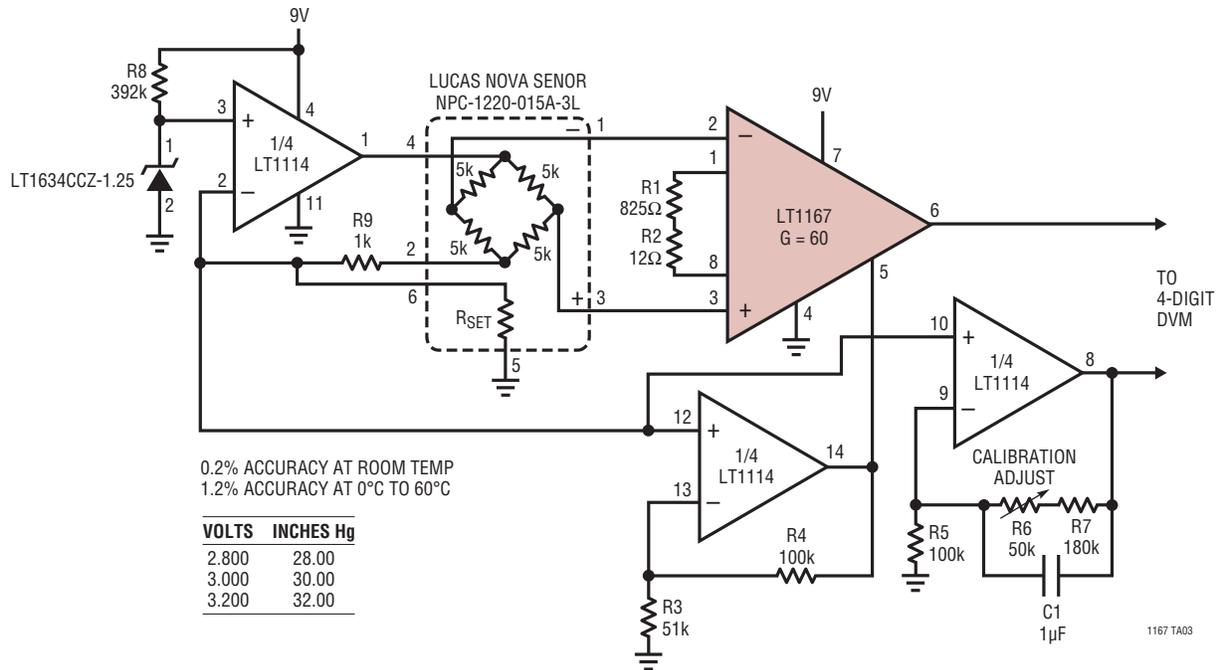 9V
R8
392k
3
+
4
1/4
LT1114
1
LT1634CCZ-1.25
1
2
2
–
11
R9
1k
2
6
4
LUCAS NOVA SENOR
NPC-1220-015A-3L
–
1
5k
5k
5k
5k
+
3
RSET
5
9V
7
2
–
1
R1
825Ω
R2
12Ω
8
3
+
LT1167
G = 60
6
5
4
TO
4-DIGIT
DVM
10
+
1/4
LT1114
8
9
–
12
+
1/4
LT1114
14
13
–
CALIBRATION
ADJUST
R6
50k
R7
180k
R5
100k
C1
1µF
R4
100k
R3
51k
0.2% ACCURACY AT ROOM TEMP
1.2% ACCURACY AT 0°C TO 60°C
VOLTS INCHES Hg
2.800 28.00
3.000 30.00
3.200 32.00
1167 TA03